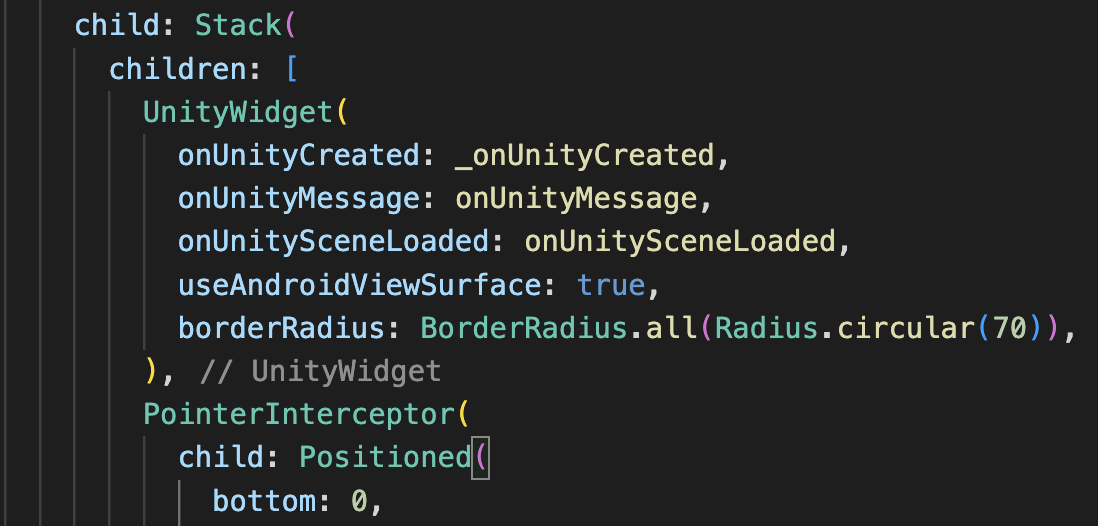 child: Stack(
children: [
UnityWidget(
onUnityCreated: _onUnityCreated,
onUnityMessage: onUnityMessage,
onUnitySceneLoaded: onUnitySceneLoaded,
useAndroidViewSurface: true,
borderRadius: BorderRadius.all(Radius.circular(70)),
), // UnityWidget
PointerInterceptor(
child: Positioned(
bottom: 0,